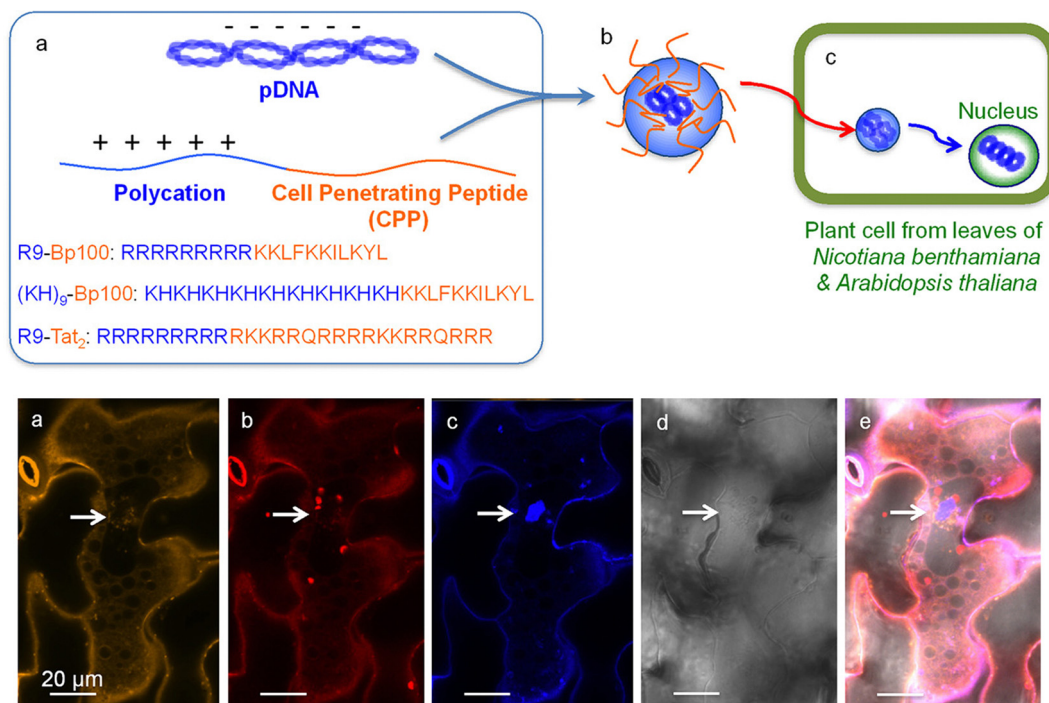 a
- - - - - -
pDNA
+ + + + +
Polycation
Cell Penetrating Peptide
(CPP)
R9-Bp100: RRRRRRRRRKKLFKKILKYL
(KH)9-Bp100: KHKHKHKHKHKHKHKHKHKKLFKKILKYL
R9-Tat2: RRRRRRRRRRKKRRQRRRRKKRRQRRR
b
c
Nucleus
Plant cell from leaves of
Nicotiana benthamiana
& Arabidopsis thaliana
a
b
c
d
e
20 µm